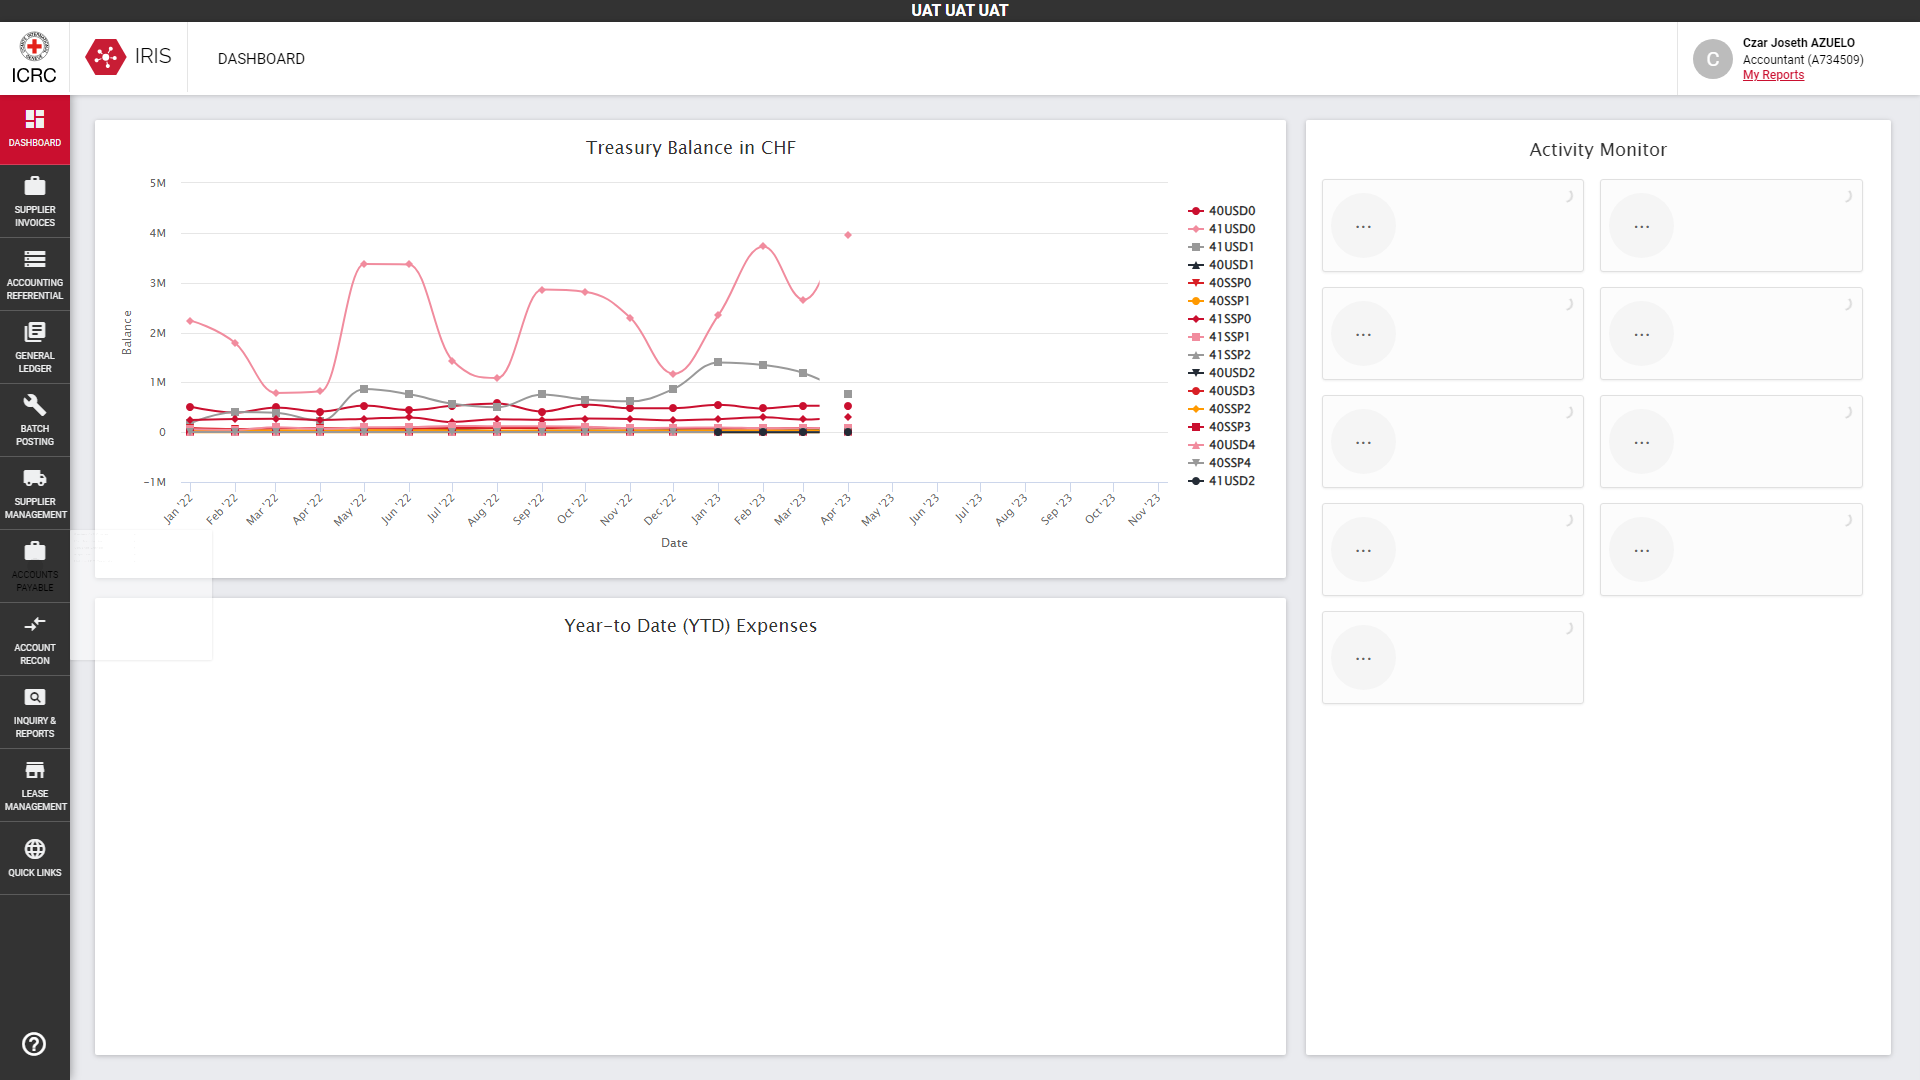 UAT UAT UAT
ICRC
IRIS
DASHBOARD
C
Czar Joseth AZUELO
Accountant (A734509)
My Reports
DASHBOARD
SUPPLIER
INVOICES
ACCOUNTING
REFERENTIAL
GENERAL
LEDGER
BATCH
POSTING
SUPPLIER
MANAGEMENT
ACCOUNTS
PAYABLE
ACCOUNT
RECON
INQUIRY &
REPORTS
LEASE
MANAGEMENT
QUICK LINKS
Treasury Balance in CHF
Balance
5M
4M
3M
2M
1M
0
-1M
Jan '22
Feb '22
Mar '22
Apr '22
May '22
Jun '22
Jul '22
Aug '22
Sep '22
Oct '22
Nov '22
Dec '22
Jan '23
Feb '23
Mar '23
Apr '23
May '23
Jun '23
Jul '23
Aug '23
Sep '23
Oct '23
Nov '23
Date
40USD0
41USD0
41USD1
40USD1
40SSP0
40SSP1
41SSP0
41SSP1
41SSP2
40USD2
40USD3
40SSP2
40SSP3
40USD4
40SSP4
41USD2
Year-to Date (YTD) Expenses
Activity Monitor
...
...
...
...
...
...
...
...
...